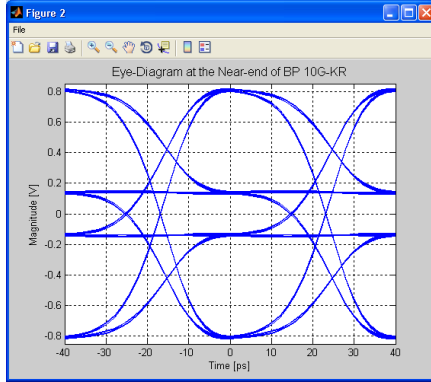 Figure 2
File
Eye-Diagram at the Near-end of BP 10G-KR
Magnitude [V]
0.8
0.6
0.4
0.2
0
-0.2
-0.4
-0.6
-0.8
-40 -30 -20 -10 0 10 20 30 40
Time [ps]